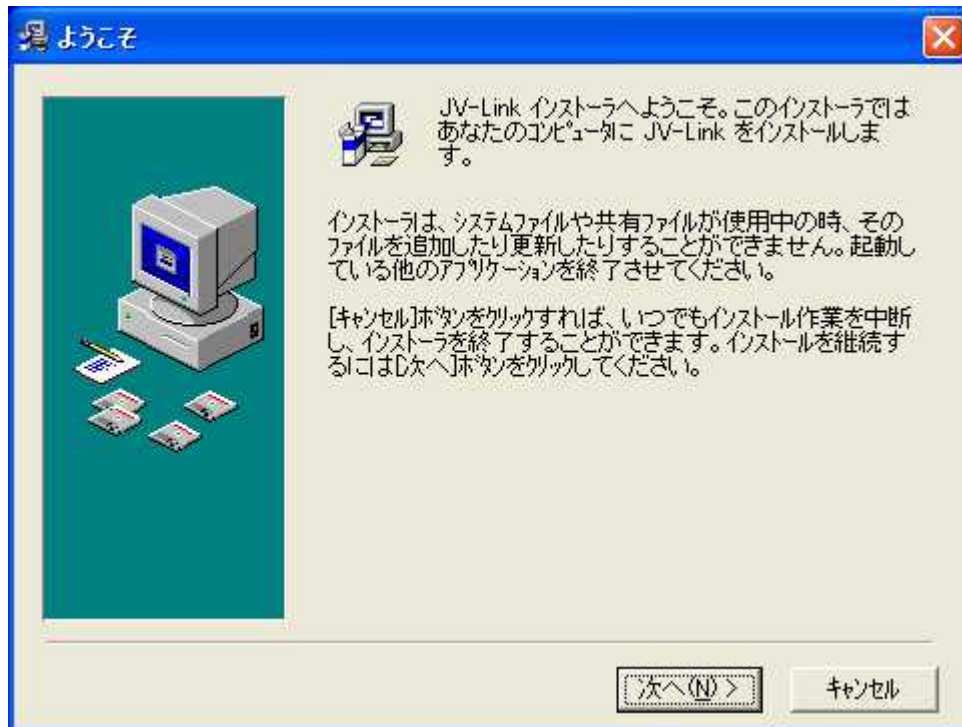 ようこそ
JV-Link インストーラへようこそ。このインストーラでは
あなたのコンピュータに JV-Link をインストールしま
す。
インストーラは、システムファイルや共有ファイルが使用中の時、その
ファイルを追加したり更新したりすることができません。起動し
ている他のアプリケーションを終了させてください。
[キャンセル]ボタンをクリックすれば、いつでもインストール作業を中断
し、インストーラを終了することができます。インストールを継続す
るには[次へ]ボタンをクリックしてください。
次へ(N) >
キャンセル